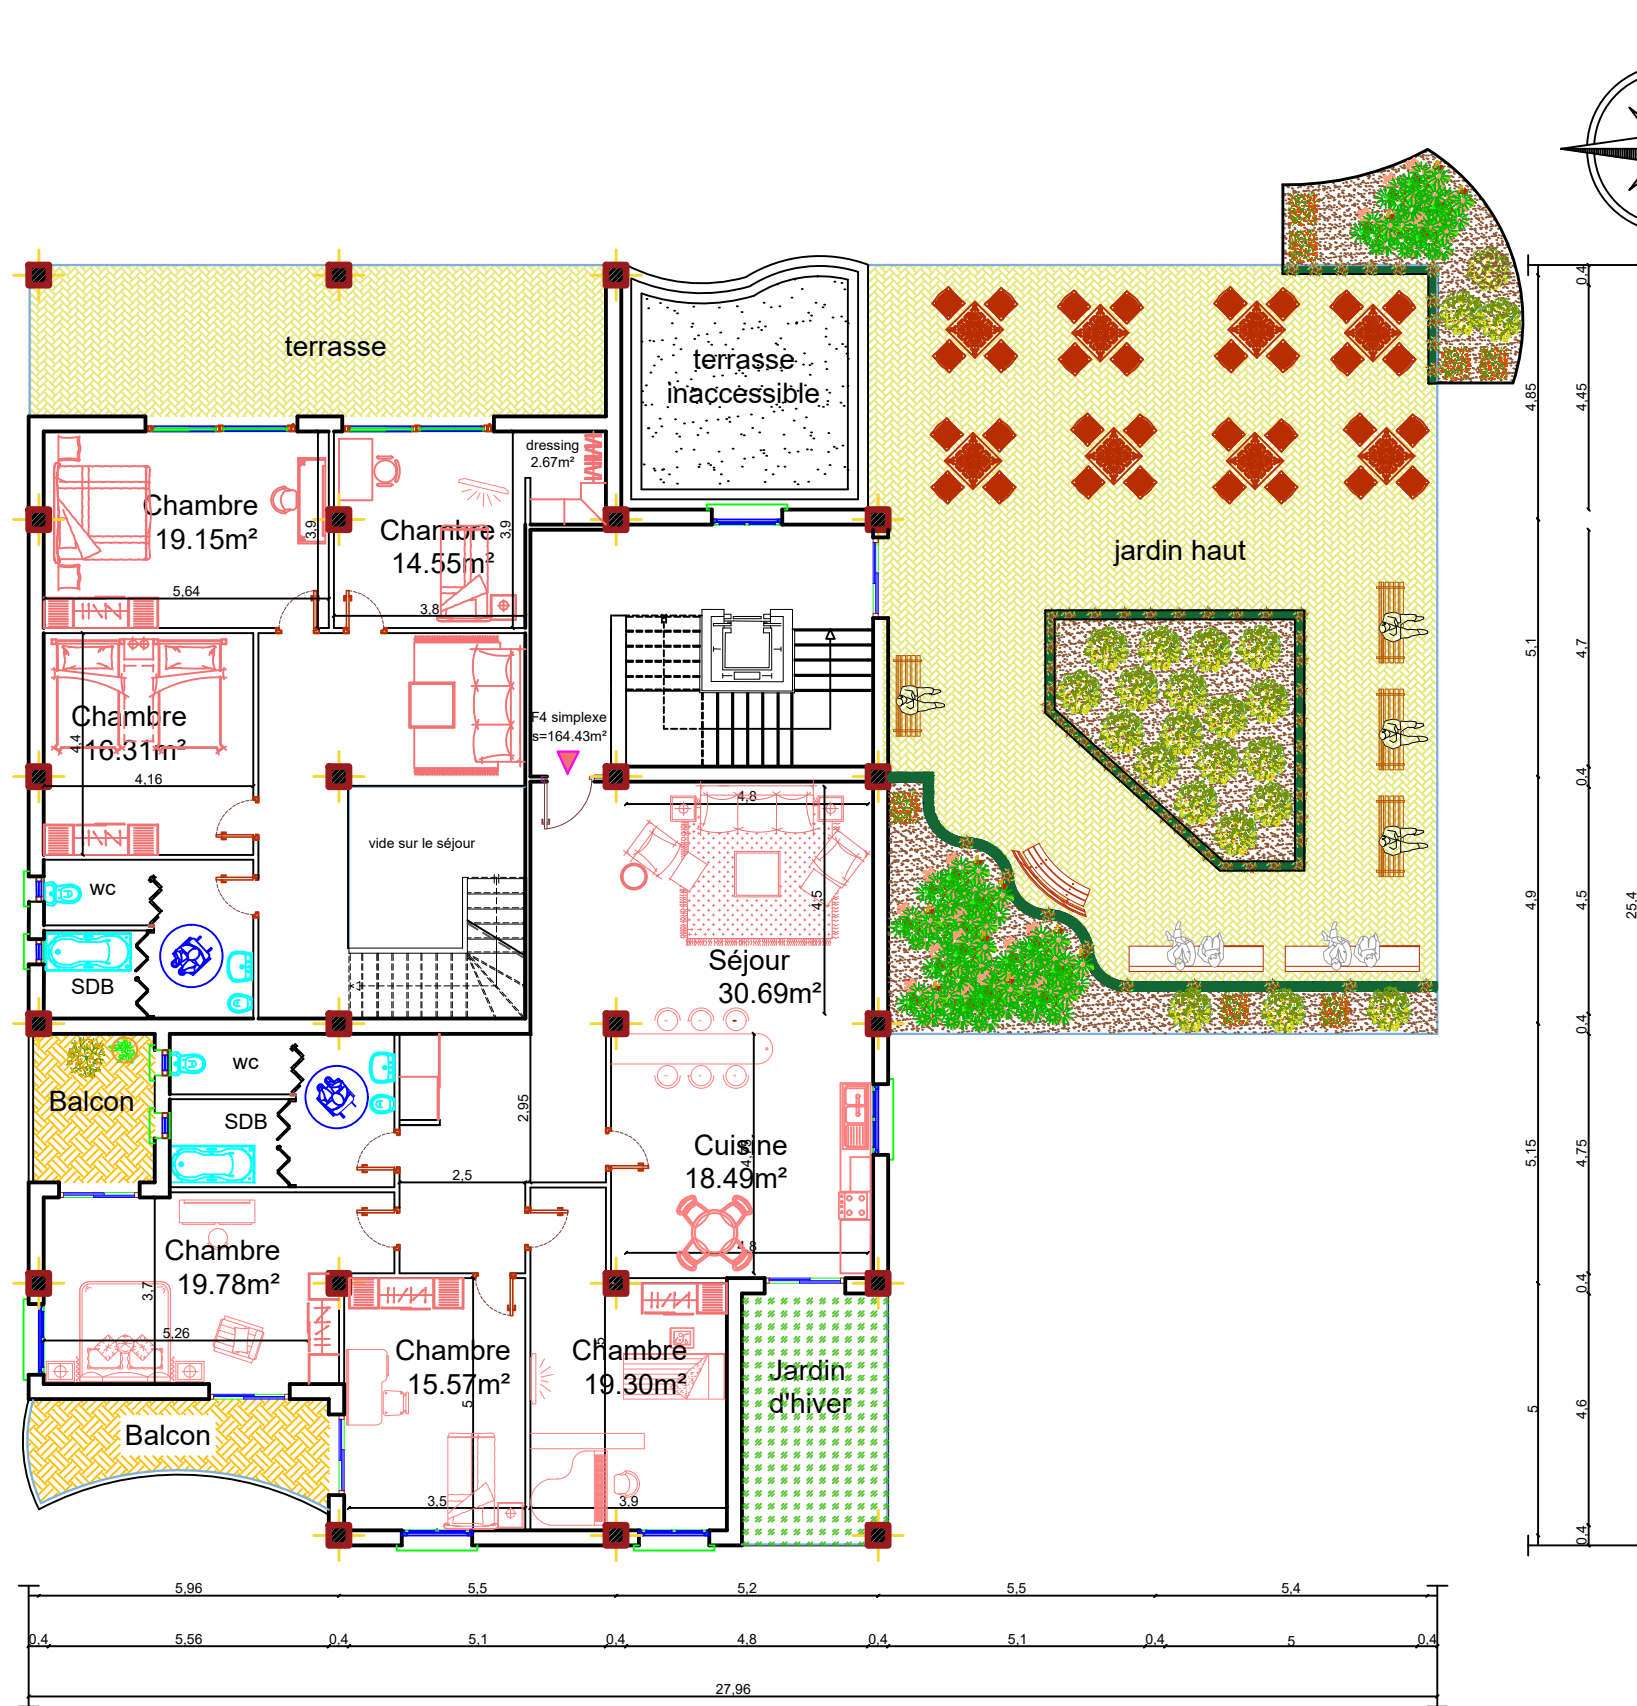 terrasse
terrasse
inaccessible
dressing
2.67m²
Chambre
19.15m²
3,9
5,64
Chambre
14.55m²
3,9
3,8
jardin haut
Chambre
16.31m²
4,4
4,16
F4 simplexe
s=164.43m²
vide sur le séjour
4,8
4,5
Séjour
30.69m²
wc
SDB
wc
SDB
Balcon
2,95
2,5
Cuisine
18.49m²
4,8
Chambre
19.78m²
3,7
5,26
Chambre
15.57m²
5
3,5
Chambre
19.30m²
5
3,9
Jardin
d'hiver
Balcon
4,85
5,1
4,9
5,15
5
0,4
4,45
4,7
0,4
4,5
0,4
4,75
0,4
4,6
0,4
25,4
5,96
5,5
5,2
5,5
5,4
0,4
5,56
0,4
5,1
0,4
4,8
0,4
5,1
0,4
5
0,4
27,96